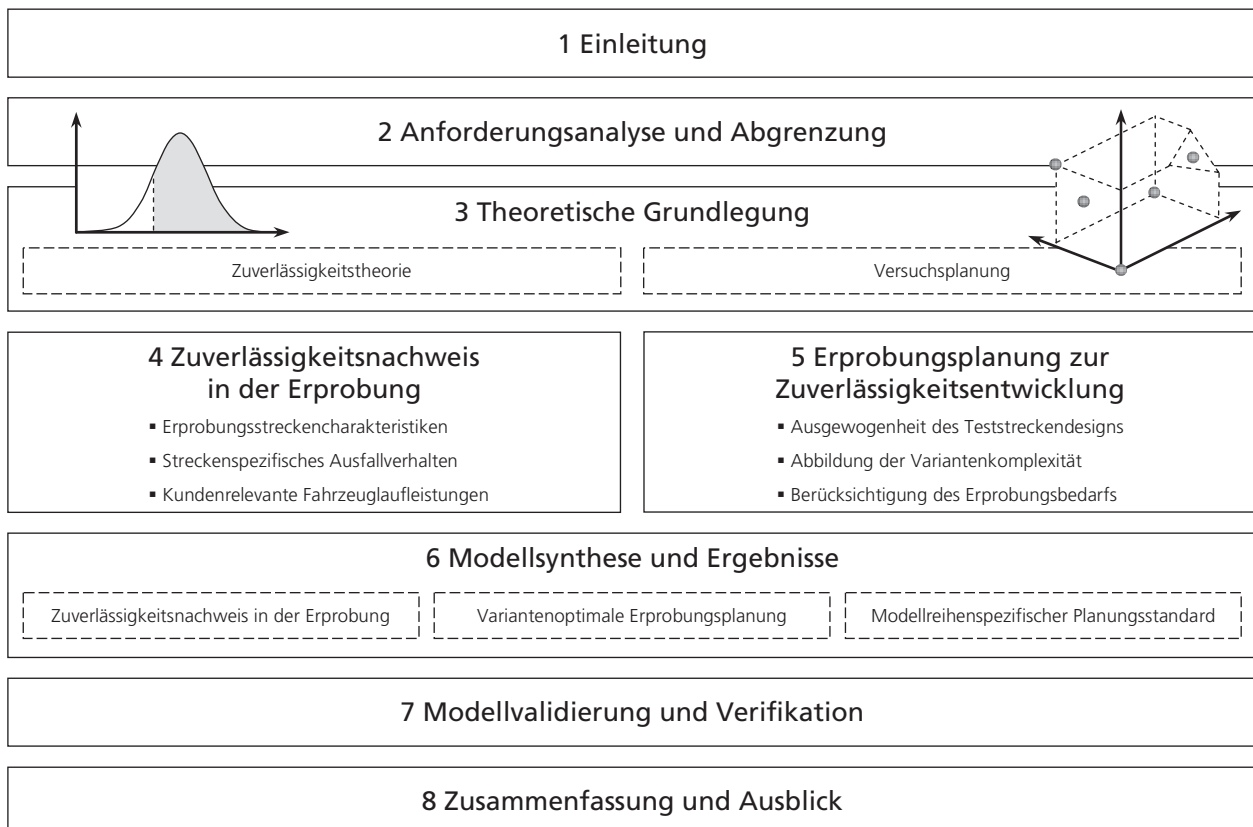 1 Einleitung
2 Anforderungsanalyse und Abgrenzung
3 Theoretische Grundlegung
Zuverlässigkeitstheorie
Versuchsplanung
4 Zuverlässigkeitsnachweis
in der Erprobung
▪ Erprobungsstreckencharakteristiken
▪ Streckenspezifisches Ausfallverhalten
▪ Kundenrelevante Fahrzeuglaufleistungen
5 Erprobungsplanung zur
Zuverlässigkeitsentwicklung
▪ Ausgewogenheit des Teststreckendesigns
▪ Abbildung der Variantenkomplexität
▪ Berücksichtigung des Erprobungsbedarfs
6 Modellsynthese und Ergebnisse
Zuverlässigkeitsnachweis in der Erprobung
Variantenoptimale Erprobungsplanung
Modellreihenspezifischer Planungsstandard
7 Modellvalidierung und Verifikation
8 Zusammenfassung und Ausblick